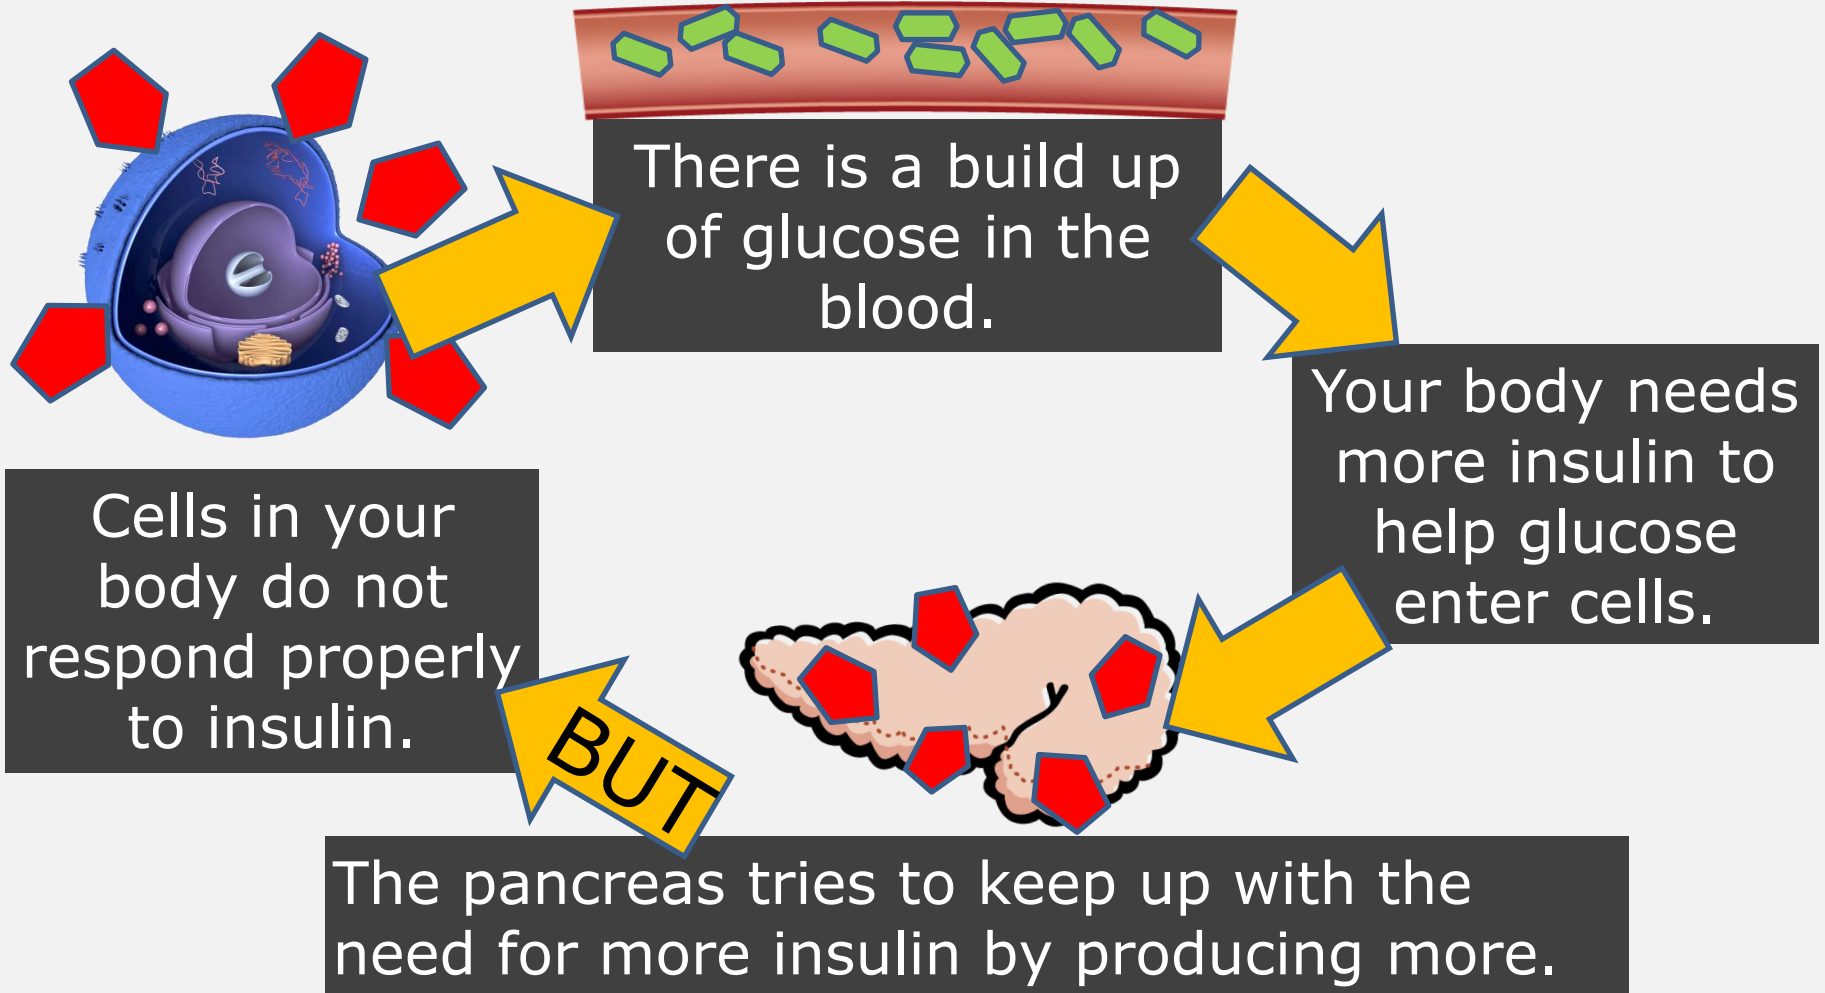 There is a build up
of glucose in the
blood.
Your body needs
more insulin to
help glucose
enter cells.
The pancreas tries to keep up with the
need for more insulin by producing more.
BUT
Cells in your
body do not
respond properly
to insulin.